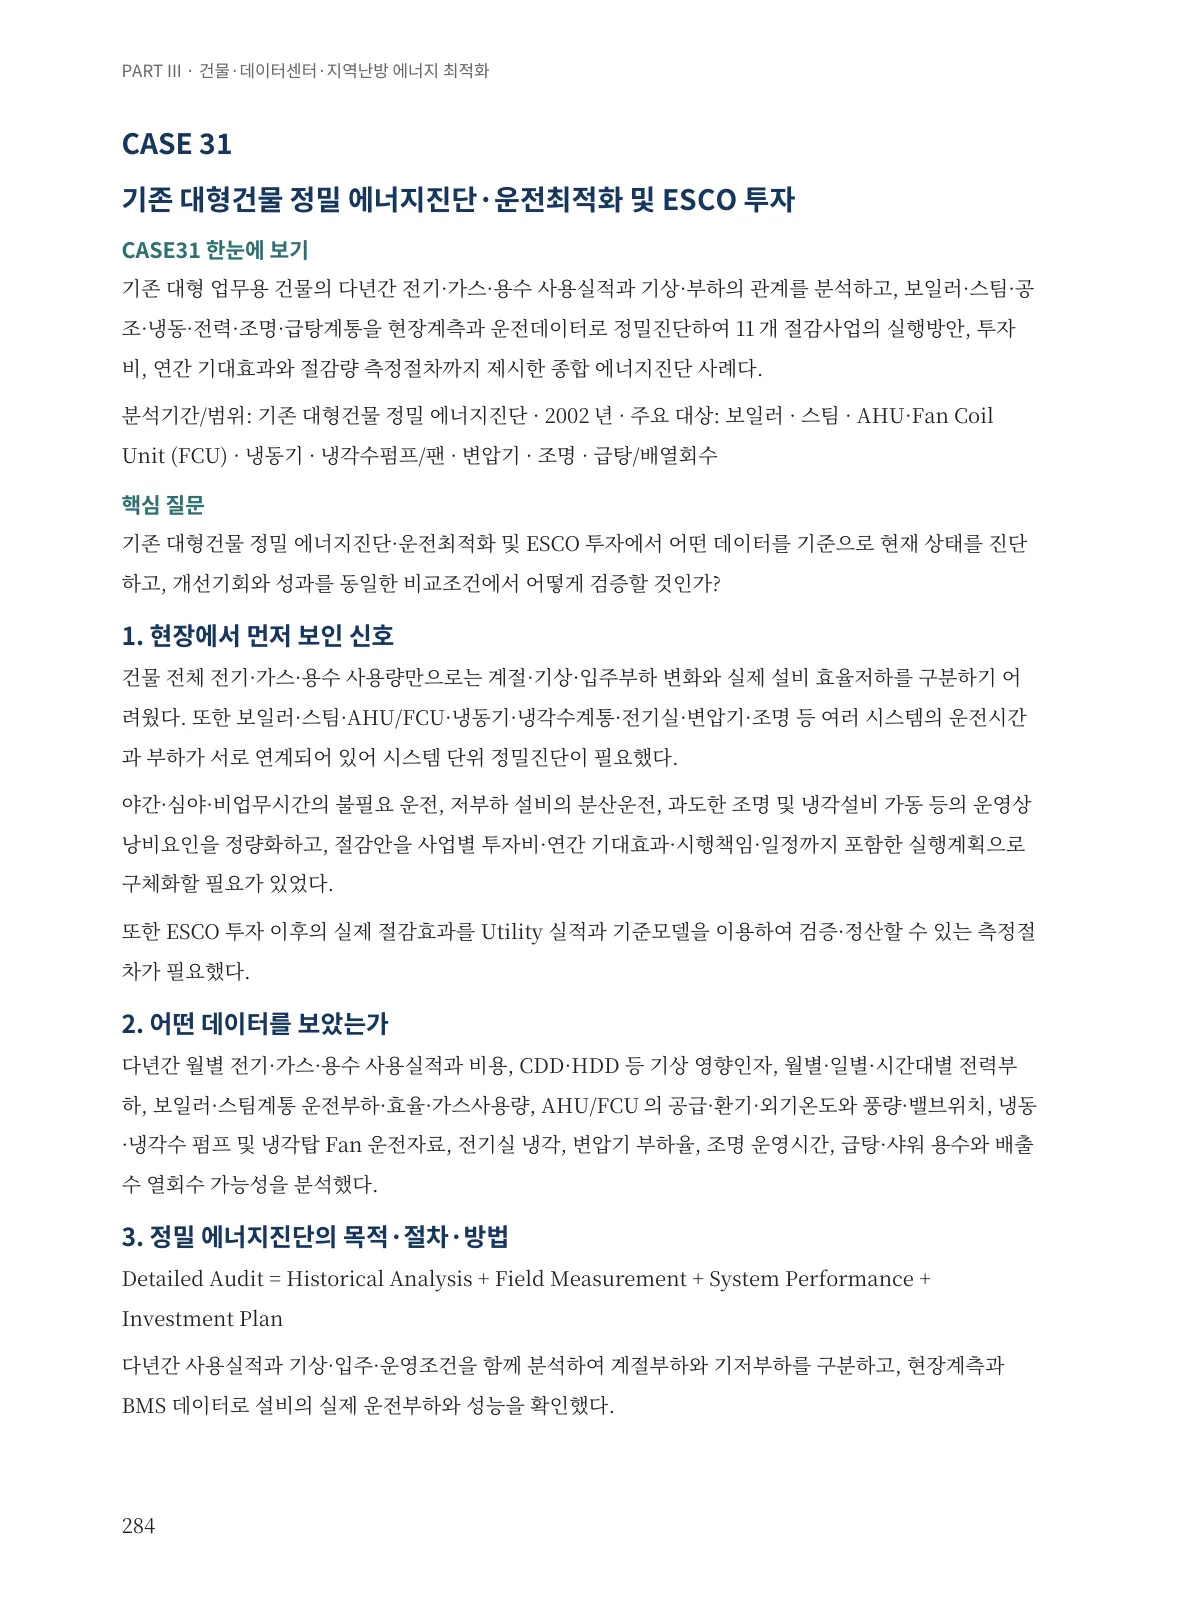 PART III · 건물·데이터센터·지역난방 에너지 최적화
CASE 31
기존 대형건물 정밀 에너지진단·운전최적화 및 ESCO 투자
CASE31 한눈에 보기
기존 대형 업무용 건물의 다년간 전기·가스·용수 사용실적과 기상·부하의 관계를 분석하고, 보일러·스팀·공
조·냉동·전력·조명·급탕계통을 현장계측과 운전데이터로 정밀진단하여 11 개 절감사업의 실행방안, 투자
비, 연간 기대효과와 절감량 측정절차까지 제시한 종합 에너지진단 사례다.
분석기간/범위: 기존 대형건물 정밀 에너지진단 · 2002 년 · 주요 대상: 보일러 · 스팀 · AHU·Fan Coil
Unit (FCU) · 냉동기 · 냉각수펌프/팬 · 변압기 · 조명 · 급탕/배열회수
핵심 질문
기존 대형건물 정밀 에너지진단·운전최적화 및 ESCO 투자에서 어떤 데이터를 기준으로 현재 상태를 진단
하고, 개선기회와 성과를 동일한 비교조건에서 어떻게 검증할 것인가?
1. 현장에서 먼저 보인 신호
건물 전체 전기·가스·용수 사용량만으로는 계절·기상·입주부하 변화와 실제 설비 효율저하를 구분하기 어
려웠다. 또한 보일러·스팀·AHU/FCU·냉동기·냉각수계통·전기실·변압기·조명 등 여러 시스템의 운전시간
과 부하가 서로 연계되어 있어 시스템 단위 정밀진단이 필요했다.
야간·심야·비업무시간의 불필요 운전, 저부하 설비의 분산운전, 과도한 조명 및 냉각설비 가동 등의 운영상
낭비요인을 정량화하고, 절감안을 사업별 투자비·연간 기대효과·시행책임·일정까지 포함한 실행계획으로
구체화할 필요가 있었다.
또한 ESCO 투자 이후의 실제 절감효과를 Utility 실적과 기준모델을 이용하여 검증·정산할 수 있는 측정절
차가 필요했다.
2. 어떤 데이터를 보았는가
다년간 월별 전기·가스·용수 사용실적과 비용, CDD·HDD 등 기상 영향인자, 월별·일별·시간대별 전력부
하, 보일러·스팀계통 운전부하·효율·가스사용량, AHU/FCU 의 공급·환기·외기온도와 풍량·밸브위치, 냉동
·냉각수 펌프 및 냉각탑 Fan 운전자료, 전기실 냉각, 변압기 부하율, 조명 운영시간, 급탕·샤워 용수와 배출
수 열회수 가능성을 분석했다.
3. 정밀 에너지진단의 목적·절차·방법
Detailed Audit = Historical Analysis + Field Measurement + System Performance +
Investment Plan
다년간 사용실적과 기상·입주·운영조건을 함께 분석하여 계절부하와 기저부하를 구분하고, 현장계측과
BMS 데이터로 설비의 실제 운전부하와 성능을 확인했다.
284